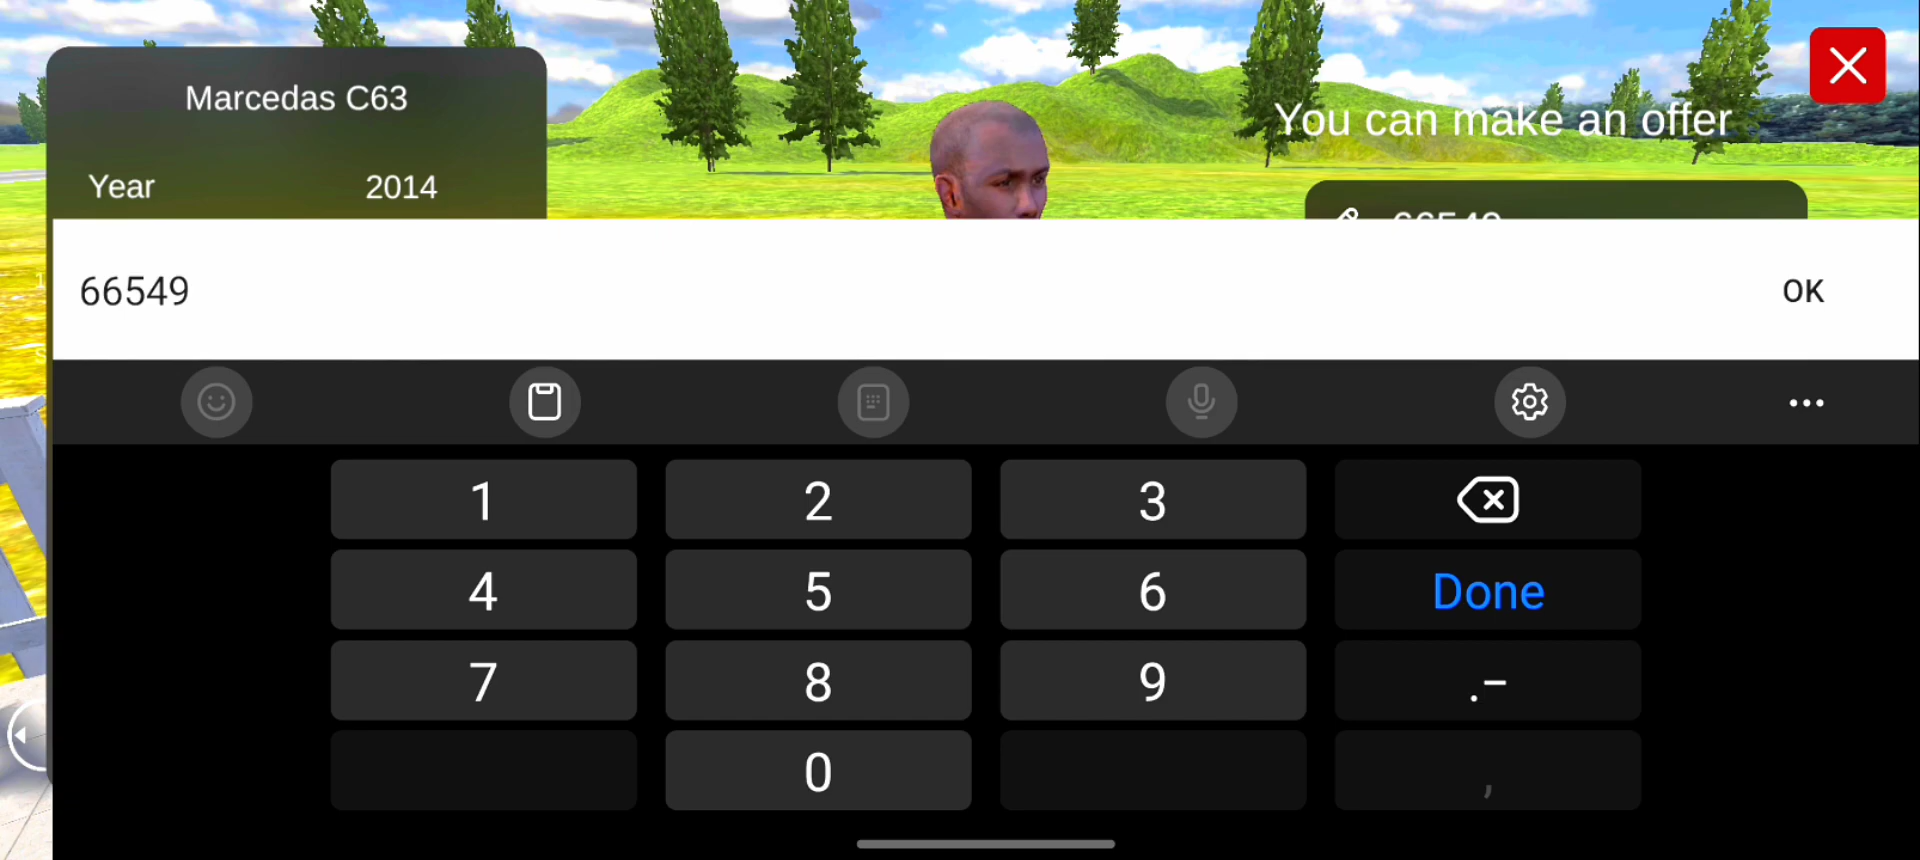 Marcedas C63
You can make an offer
Year 2014
66549
66549 OK
1 2 3
4 5 6 Done
7 8 9 .-
0 ,